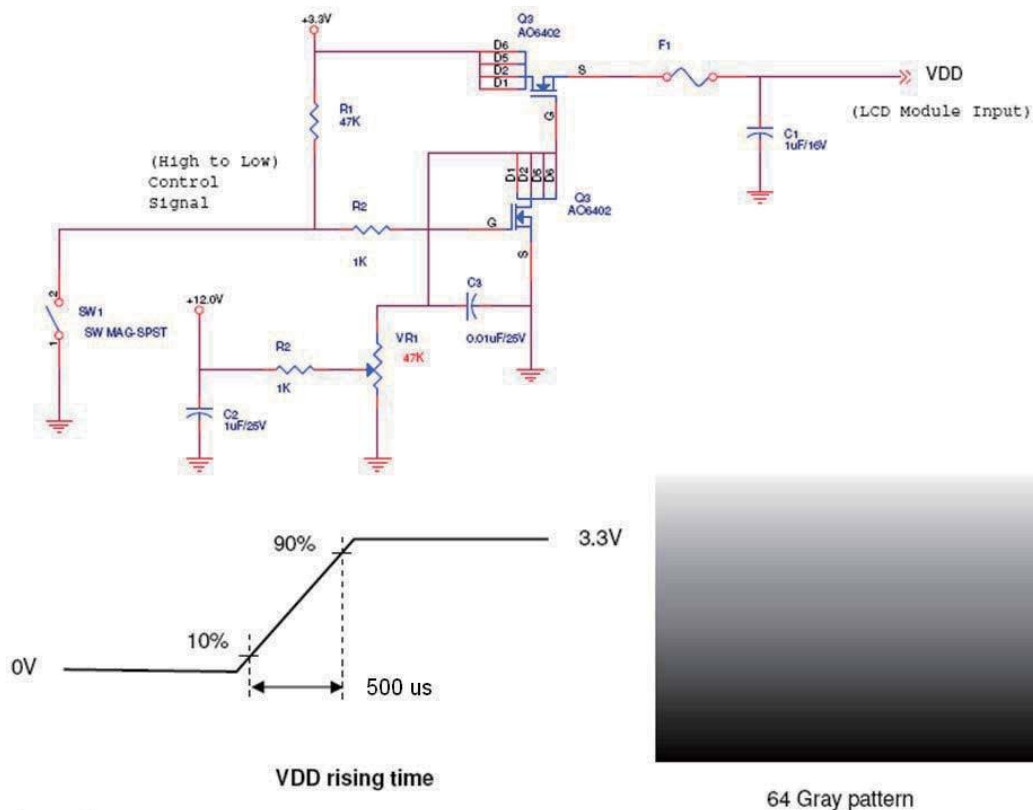 +3.3V
Q3
AO6402
D6
D5
D2
D1
S
G
F1
VDD
(LCD Module Input)
R1
47K
C1
1uF/16V
(High to Low)
Control
Signal
D1
D2
D5
D6
Q3
AO6402
R2
1K
G
S
2
1
SW1
SW MAG-SPST
+12.0V
C3
0.01uF/25V
R2
1K
VR1
47K
C2
1uF/25V
90%
3.3V
10%
0V
500 us
VDD rising time
64 Gray pattern